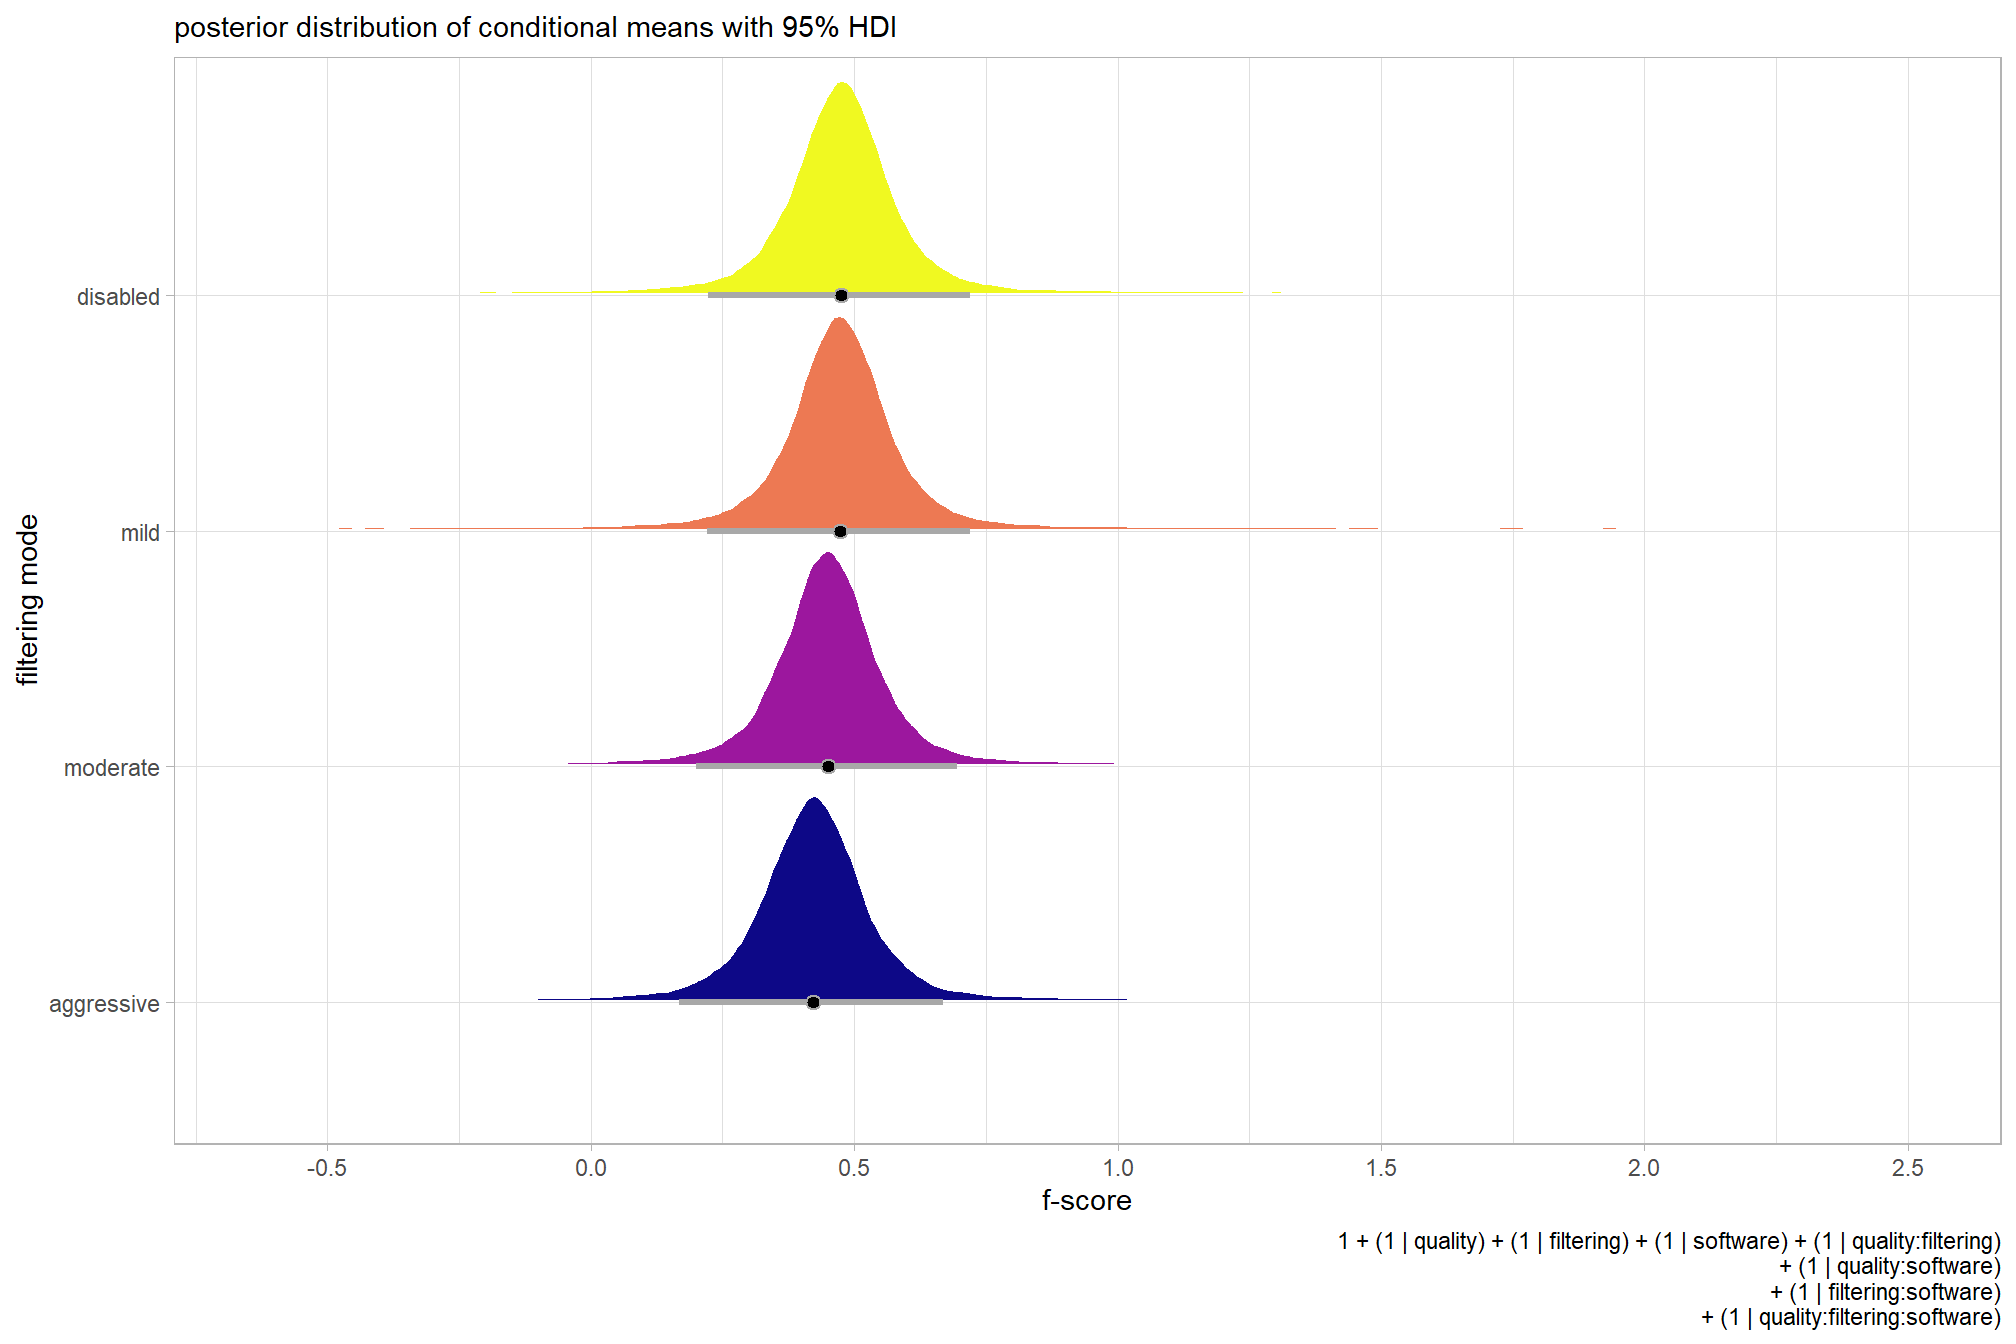 posterior distribution of conditional means with 95% HDI
filtering mode
disabled
mild
moderate
aggressive
-0.5 0.0 0.5 1.0 1.5 2.0 2.5
f-score
1 + (1 | quality) + (1 | filtering) + (1 | software) + (1 | quality:filtering)
+ (1 | quality:software)
+ (1 | filtering:software)
+ (1 | quality:filtering:software)